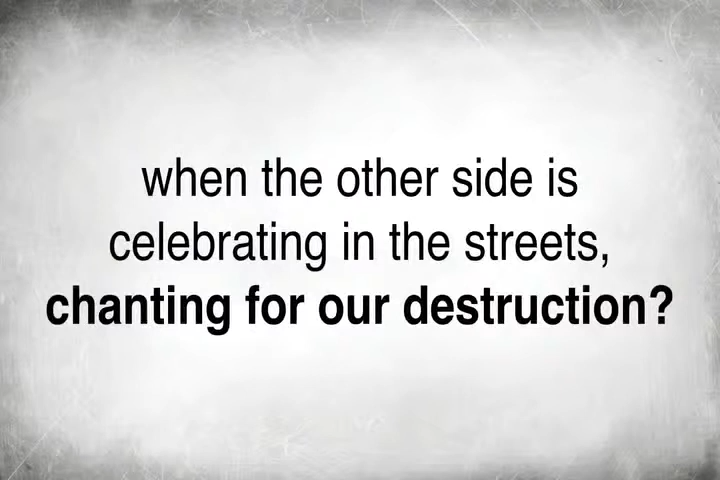 when the other side is
celebrating in the streets,
chanting for our destruction?